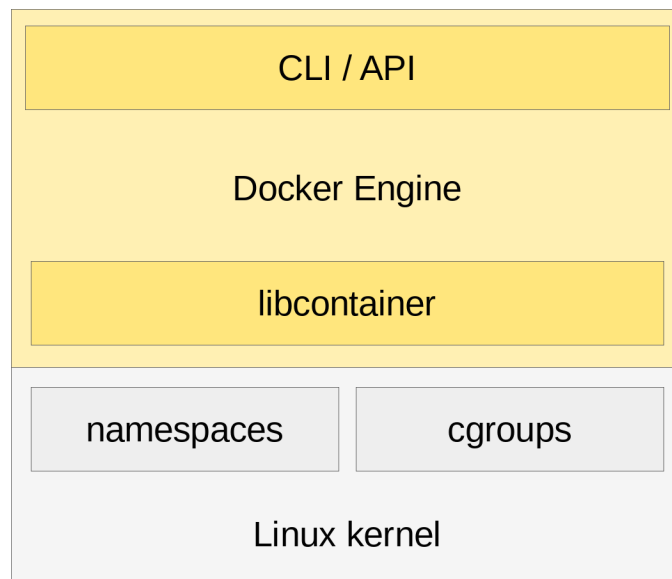 CLI / API
Docker Engine
libcontainer
namespaces
cgroups
Linux kernel